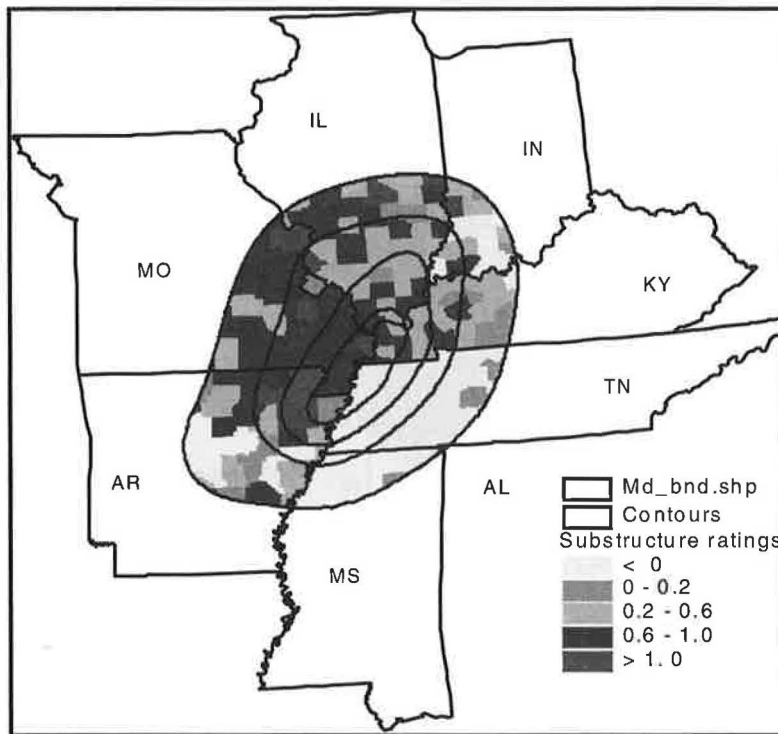 IL
IN
MO
KY
TN
AR
AL
MS
Md_bnd.shp
Contours
Substructure ratings
< 0
0 - 0.2
0.2 - 0.6
0.6 - 1.0
> 1.0